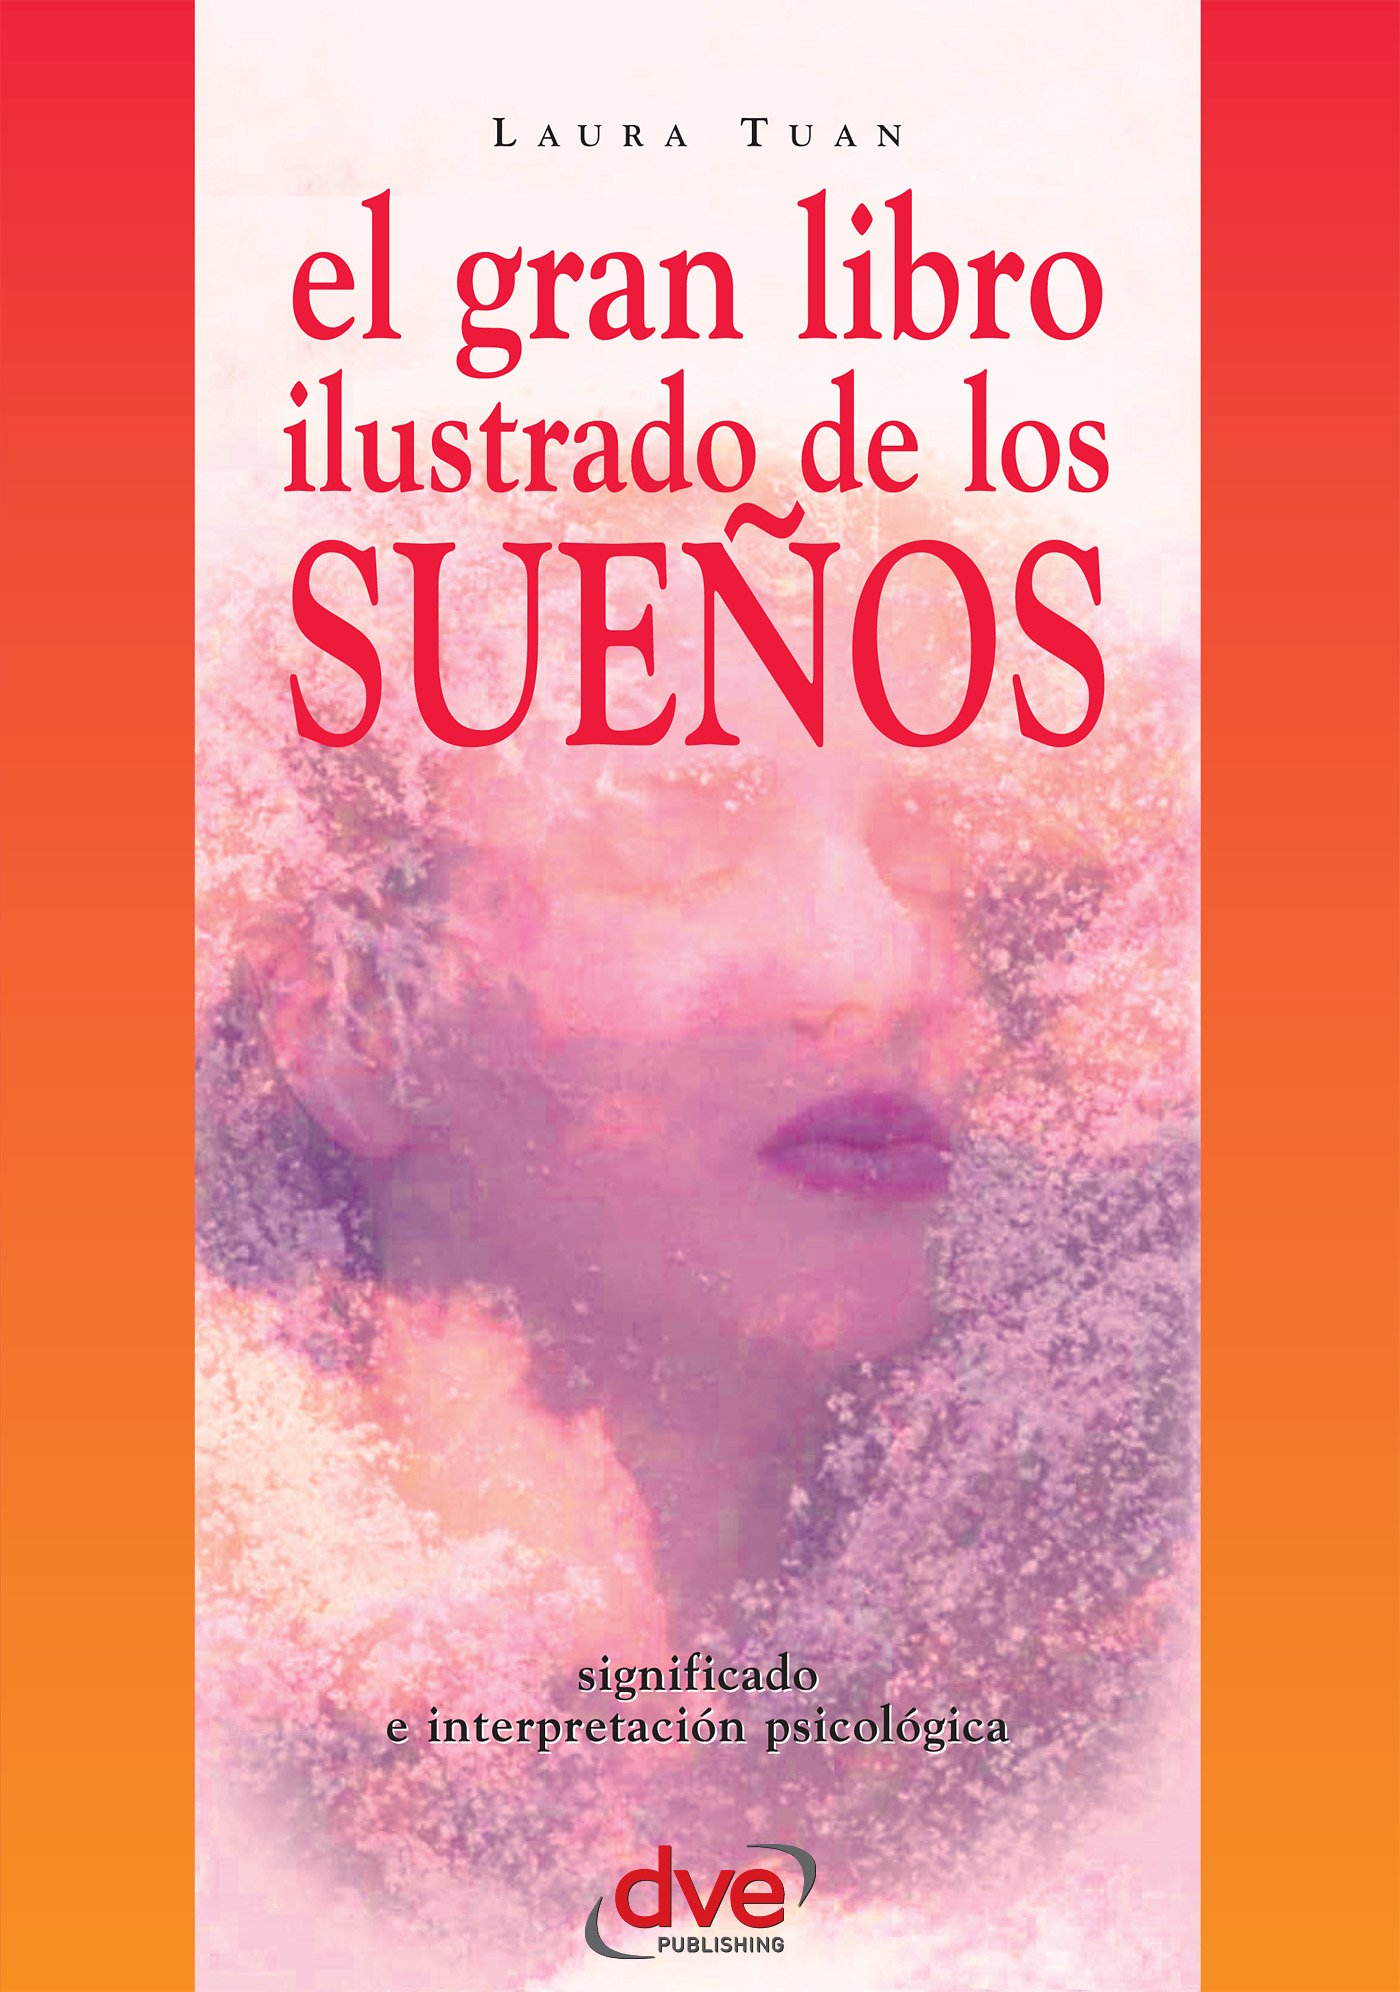 LAURA TUAN
el gran libro
ilustrado de los
SUEÑOS
significado
e interpretación psicológica
dve
PUBLISHING